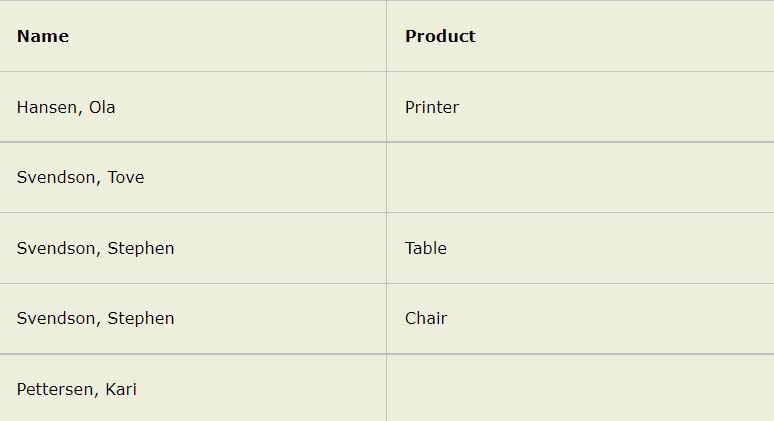 Name Product
Hansen, Ola Printer
Svendson, Tove
Svendson, Stephen Table
Svendson, Stephen Chair
Pettersen, Kari